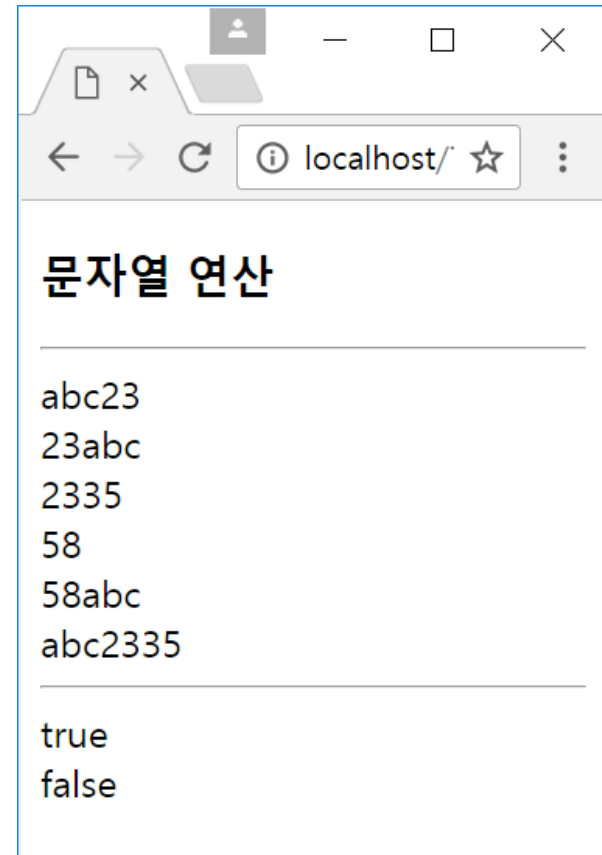 localhost/
문자열 연산
abc23
23abc
2335
58
58abc
abc2335
true
false